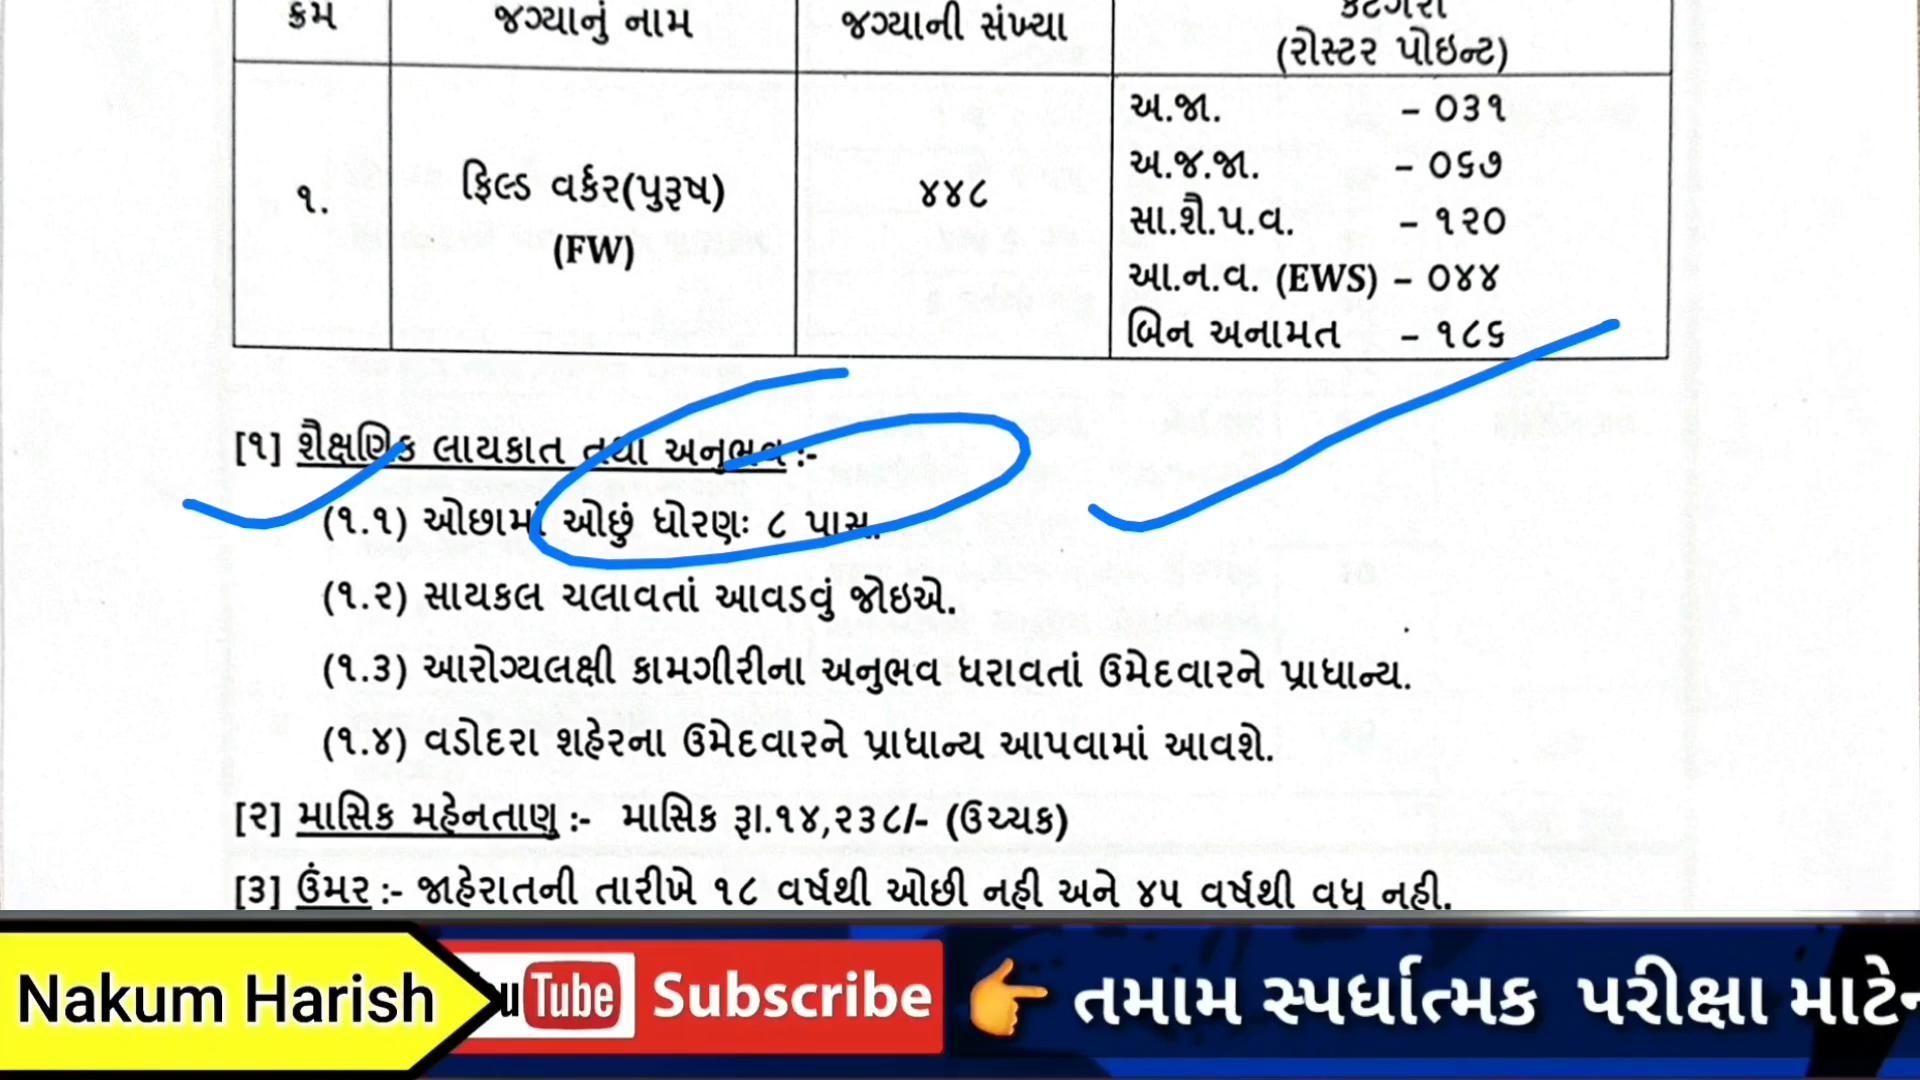 ક્રમ જગ્યાનું નામ જગ્યાની સંખ્યા કેટેગરી
(રોસ્ટર પોઇન્ટ)
૧. ફિલ્ડ વર્કર(પુરૂષ)
(FW)
૪૪૮
અ.જા. – ૦૩૧
અ.જ.જા. – ૦૬૭
સા.શૈ.પ.વ. – ૧૨૦
આ.ન.વ. (EWS) – ૦૪૪
બિન અનામત – ૧૮૬
[૧] શૈક્ષણિક લાયકાત તથા અનુભવ :-
(૧.૧) ઓછામાં ઓછું ધોરણઃ ૮ પાસ.
(૧.૨) સાયકલ ચલાવતાં આવડવું જોઇએ.
(૧.૩) આરોગ્યલક્ષી કામગીરીના અનુભવ ધરાવતાં ઉમેદવારને પ્રાધાન્ય.
(૧.૪) વડોદરા શહેરના ઉમેદવારને પ્રાધાન્ય આપવામાં આવશે.
[૨] માસિક મહેનતાણુ :- માસિક રૂા.૧૪,૨૩૮/- (ઉચ્ચક)
[૩] ઉંમર :- જાહેરાતની તારીખે ૧૮ વર્ષથી ઓછી નહી અને ૪૫ વર્ષથી વધુ નહી.
Nakum Harish Tube Subscribe 👉 તમામ સ્પર્ધાત્મક પરીક્ષા માટેન